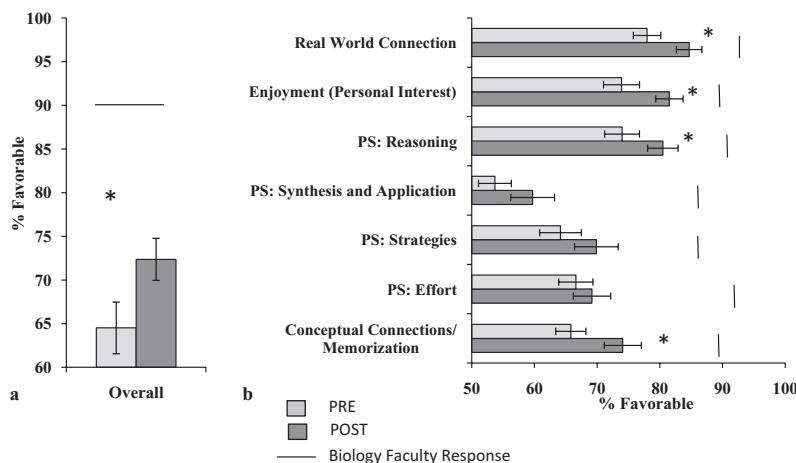 100
95
90
85
80
75
70
65
60
% Favorable
*
Overall
a
Real World Connection
*
Enjoyment (Personal Interest)
*
PS: Reasoning
*
PS: Synthesis and Application
PS: Strategies
PS: Effort
Conceptual Connections/
Memorization
*
50 60 70 80 90 100
% Favorable
b
PRE
POST
Biology Faculty Response